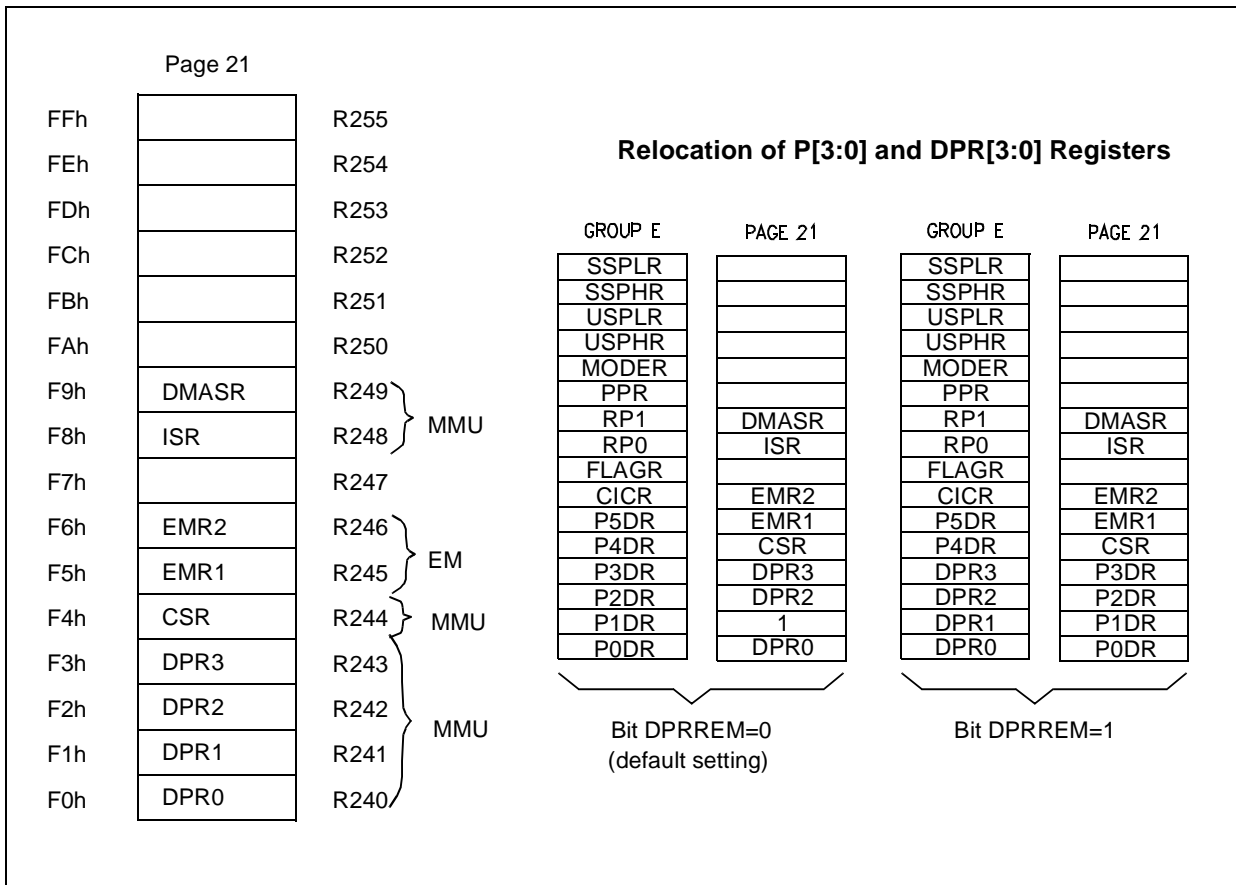 Page 21
FFh R255
FEh R254
FDh R253
FCh R252
FBh R251
FAh R250
F9h DMASR R249
F8h ISR R248
MMU
F7h R247
F6h EMR2 R246
F5h EMR1 R245
EM
F4h CSR R244 MMU
F3h DPR3 R243
F2h DPR2 R242
F1h DPR1 R241
F0h DPR0 R240
MMU
Relocation of P[3:0] and DPR[3:0] Registers
GROUP E PAGE 21 GROUP E PAGE 21
SSPLR SSPLR
SSPHR SSPHR
USPLR USPLR
USPHR USPHR
MODER MODER
PPR PPR
RP1 DMASR RP1 DMASR
RP0 ISR RP0 ISR
FLAGR FLAGR
CICR EMR2 CICR EMR2
P5DR EMR1 P5DR EMR1
P4DR CSR P4DR CSR
P3DR DPR3 DPR3 P3DR
P2DR DPR2 DPR2 P2DR
P1DR 1 DPR1 P1DR
P0DR DPR0 DPR0 P0DR
Bit DPRREM=0 Bit DPRREM=1
(default setting)